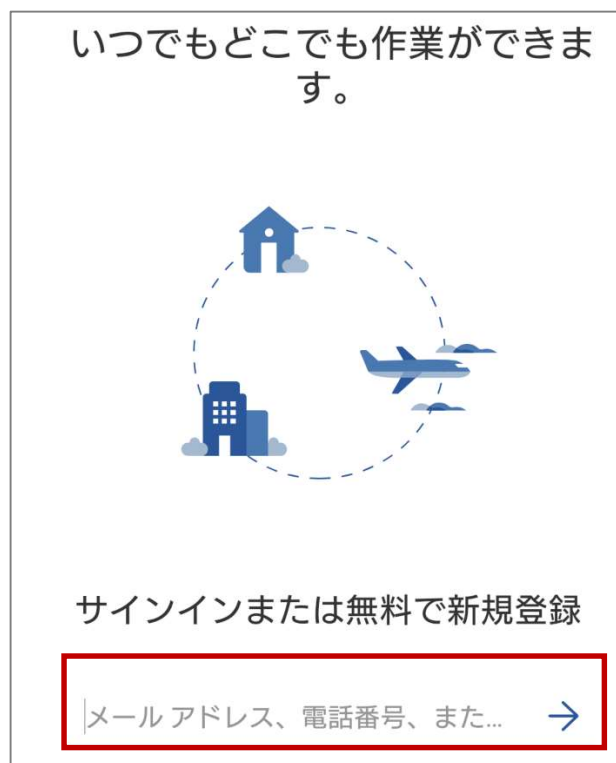 いつでもどこでも作業ができま
す。
サインインまたは無料で新規登録
メール アドレス、電話番号、また...